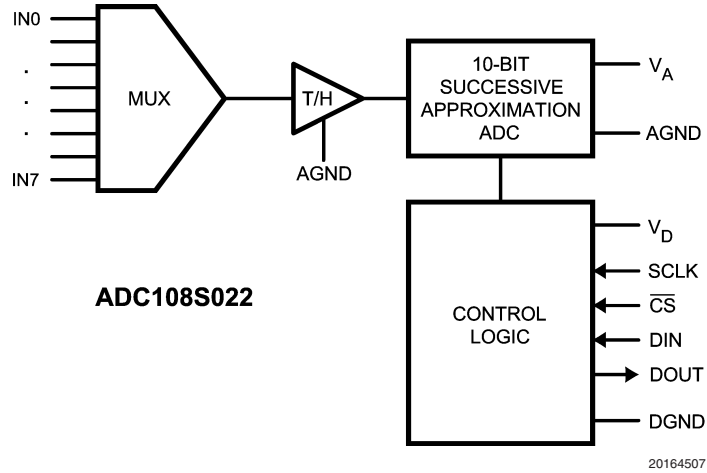 IN0
.
.
.
IN7
MUX
T/H
AGND
10-BIT
SUCCESSIVE
APPROXIMATION
ADC
VA
AGND
CONTROL
LOGIC
VD
SCLK
CS
DIN
DOUT
DGND
ADC108S022
20164507